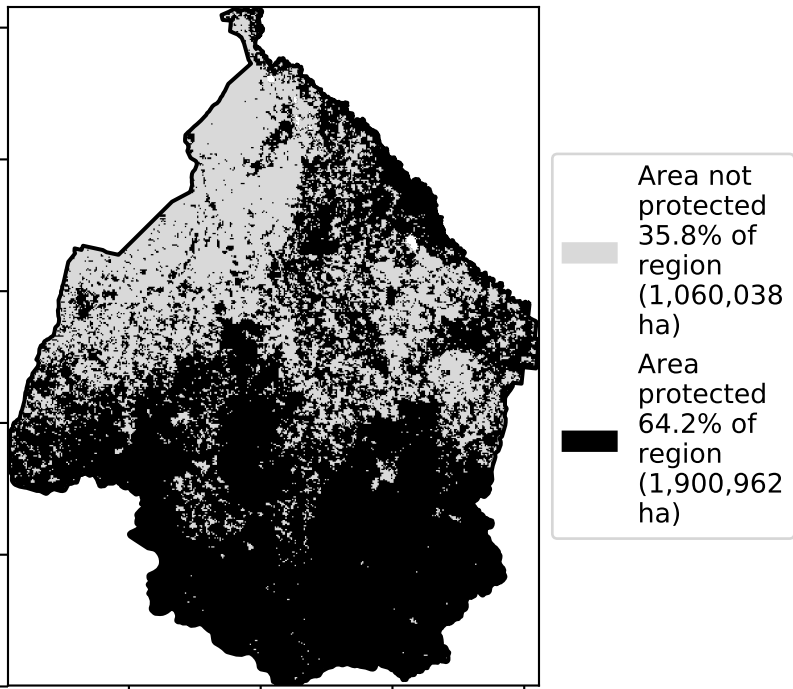 Area not
protected
35.8% of
region
(1,060,038
ha)
Area
protected
64.2% of
region
(1,900,962
ha)